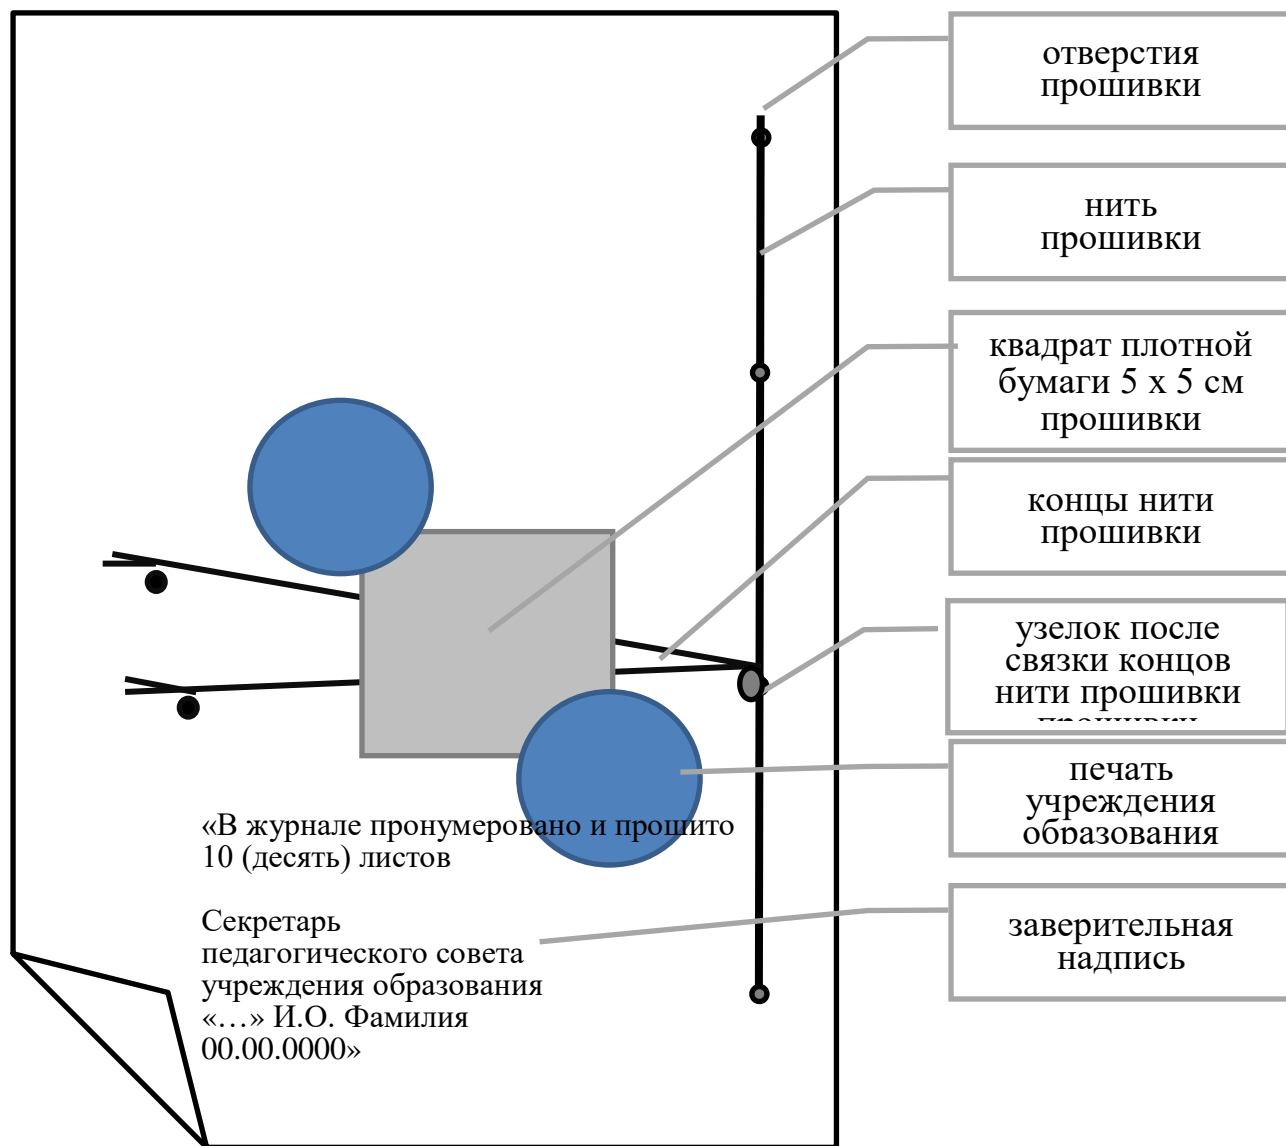 отверстия
прошивки
нить
прошивки
квадрат плотной
бумаги 5 х 5 см
прошивки
концы нити
прошивки
узелок после
связки концов
нити прошивки
прошивки
печать
учреждения
образования
заверительная
надпись
«В журнале пронумеровано и прошито
10 (десять) листов
Секретарь
педагогического совета
учреждения образования
«…» И.О. Фамилия
00.00.0000»